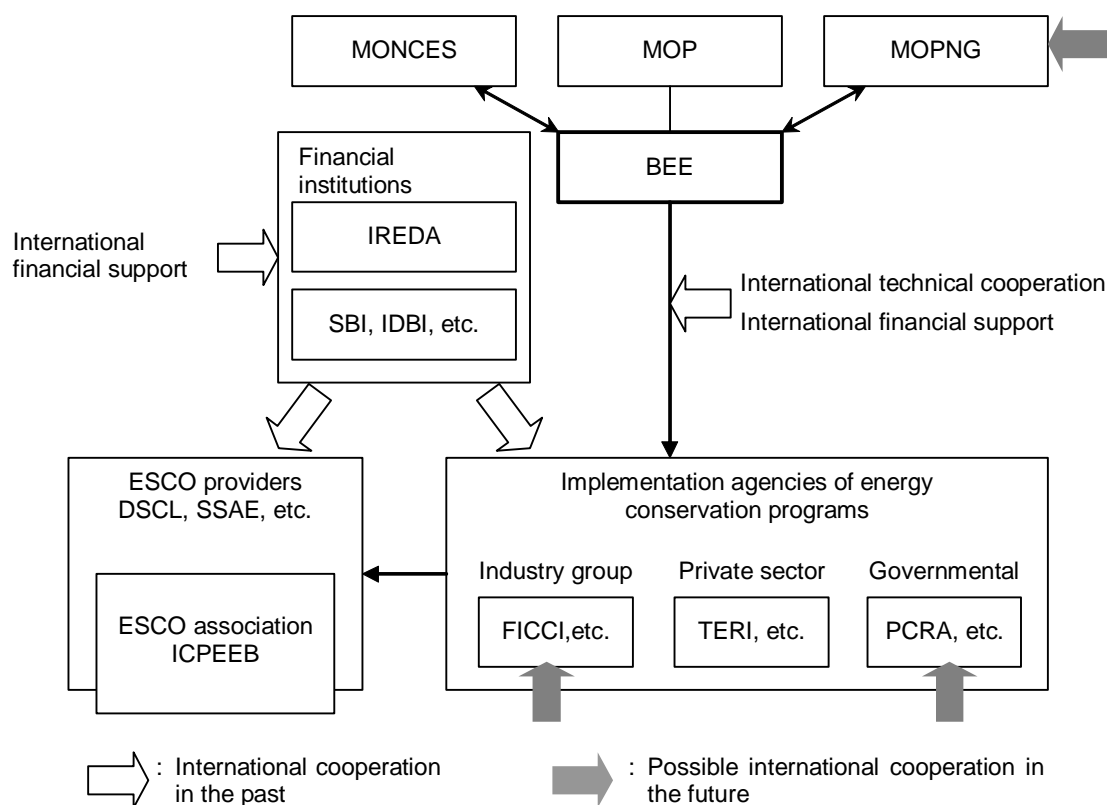 MONCES
MOP
MOPNG
BEE
Financial
institutions
IREDA
SBI, IDBI, etc.
International
financial support
International technical cooperation
International financial support
ESCO providers
DSCL, SSAE, etc.
ESCO association
ICPEEB
Implementation agencies of energy
conservation programs
Industry group
Private sector
Governmental
FICCI,etc.
TERI, etc.
PCRA, etc.
: International cooperation
in the past
: Possible international cooperation in
the future